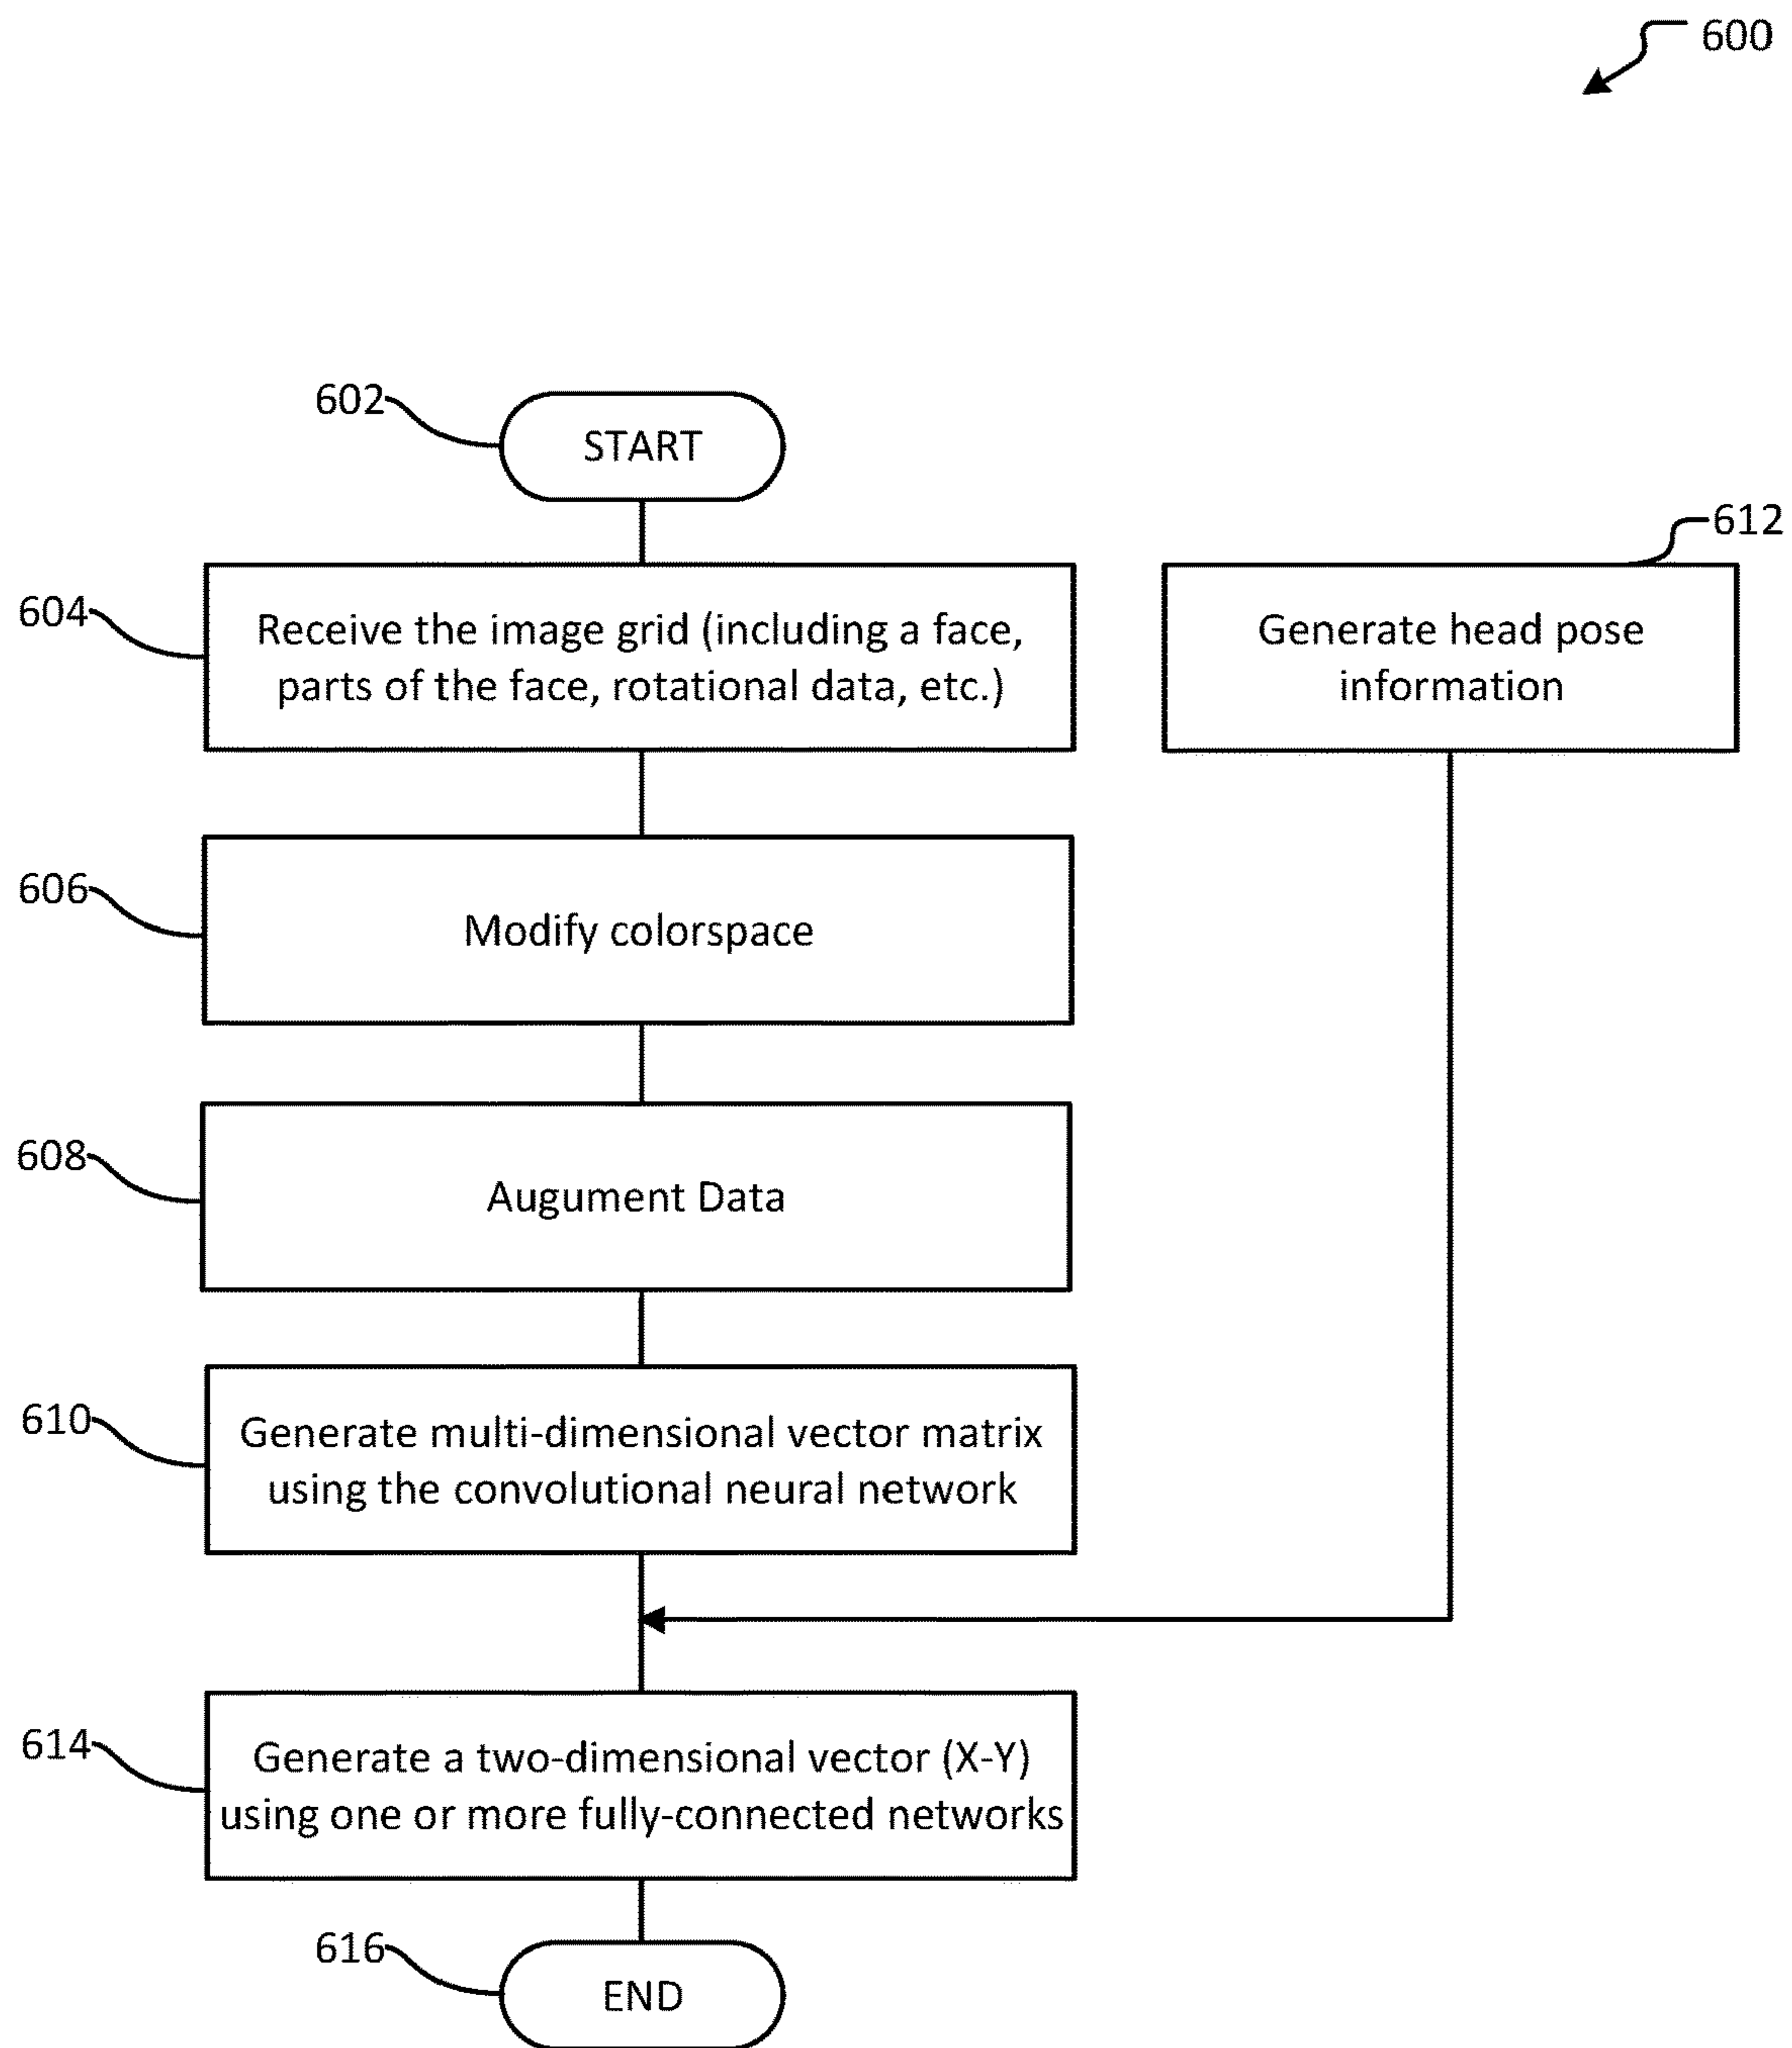 600
602
START
612
604
Receive the image grid (including a face,
parts of the face, rotational data, etc.)
Generate head pose
information
606
Modify colorspace
608
Augument Data
610
Generate multi-dimensional vector matrix
using the convolutional neural network
614
Generate a two-dimensional vector (X-Y)
using one or more fully-connected networks
616
END